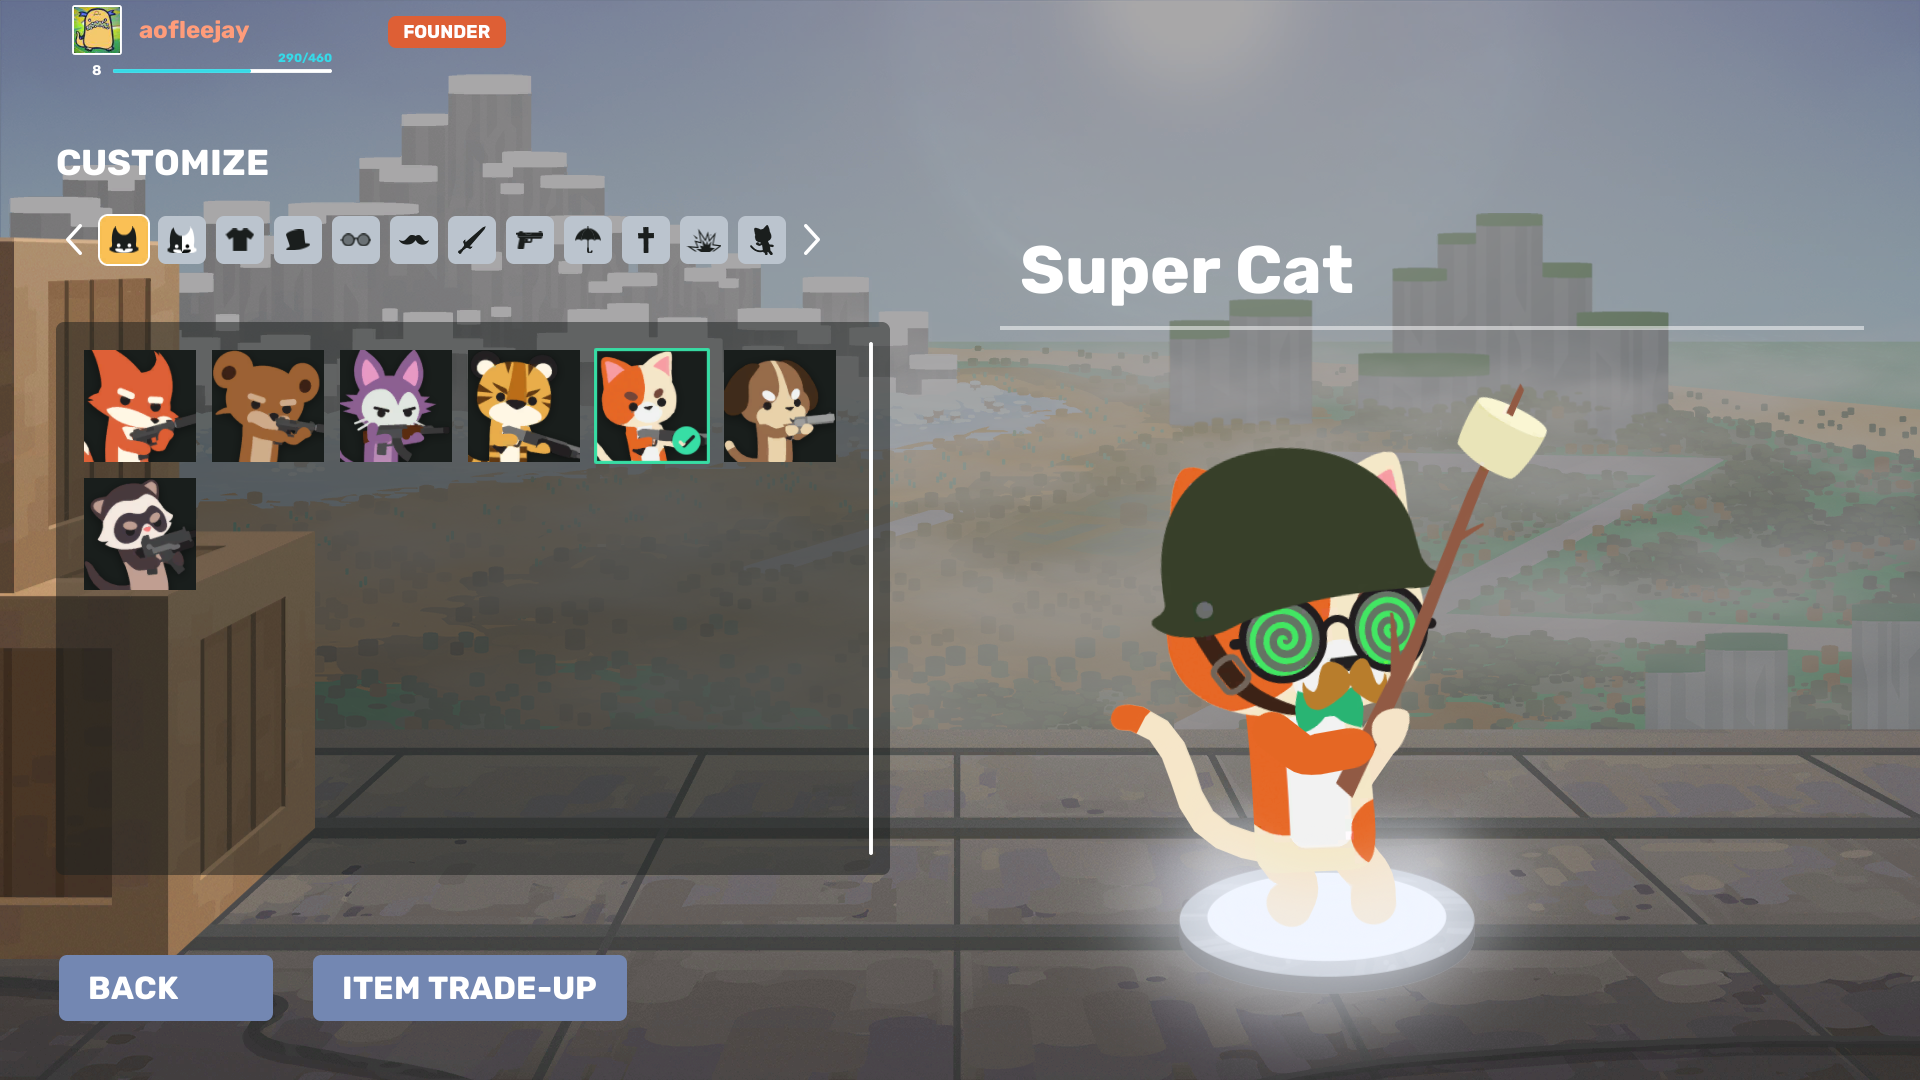 aofleejay
FOUNDER
290/460
8
CUSTOMIZE
Super Cat
BACK
ITEM TRADE-UP